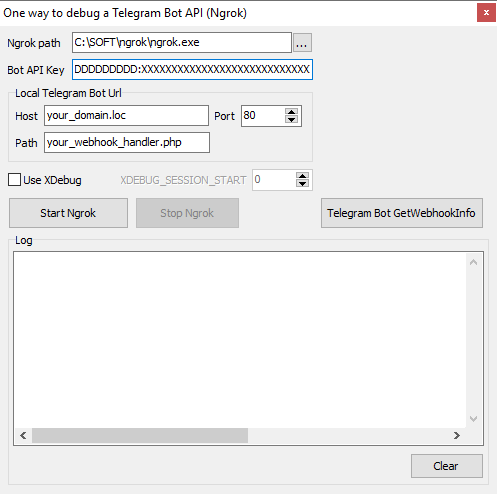 One way to debug a Telegram Bot API (Ngrok)
Ngrok path C:\SOFT\ngrok\ngrok.exe ...
Bot API Key DDDDDDDDD:XXXXXXXXXXXXXXXXXXXXXXXXXXXX
Local Telegram Bot Url
Host your_domain.loc Port 80
Path your_webhook_handler.php
Use XDebug XDEBUG_SESSION_START 0
Start Ngrok Stop Ngrok Telegram Bot GetWebhookInfo
Log
Clear